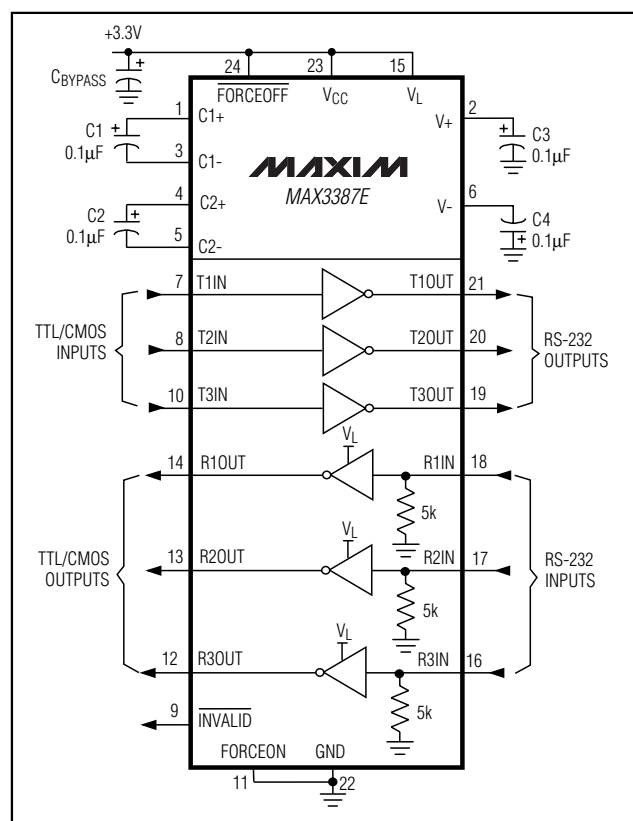 +3.3V
CBYPASS
+
24
23
15
FORCEOFF
VCC
VL
1
C1+
C1
+
0.1μF
3
C1-
4
C2+
C2
+
0.1μF
5
C2-
MAXIM
MAX3387E
V+
2
+
C3
0.1μF
V-
6
C4
+
0.1μF
TTL/CMOS
INPUTS
7
T1IN
T1OUT
21
8
T2IN
T2OUT
20
10
T3IN
T3OUT
19
RS-232
OUTPUTS
TTL/CMOS
OUTPUTS
14
R1OUT
VL
R1IN
18
5k
13
R2OUT
VL
R2IN
17
5k
12
R3OUT
VL
R3IN
16
5k
RS-232
INPUTS
9
INVALID
FORCEON
GND
11
22